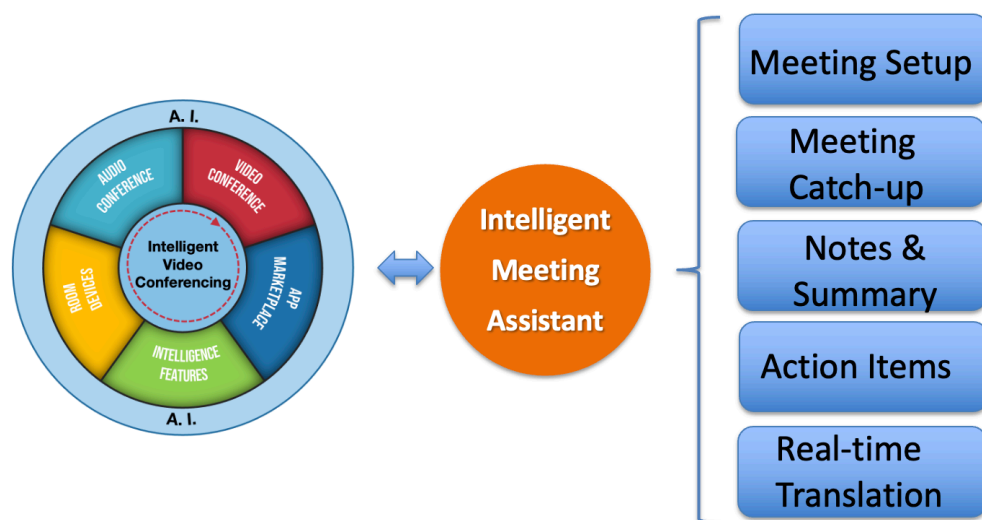 A. I.
AUDIO
CONFERENCE
VIDEO
CONFERENCE
ROOM
DEVICES
Intelligent
Video
Conferencing
APP
MARKETPLACE
INTELLIGENCE
FEATURES
A. I.
Intelligent
Meeting
Assistant
Meeting Setup
Meeting
Catch-up
Notes &
Summary
Action Items
Real-time
Translation